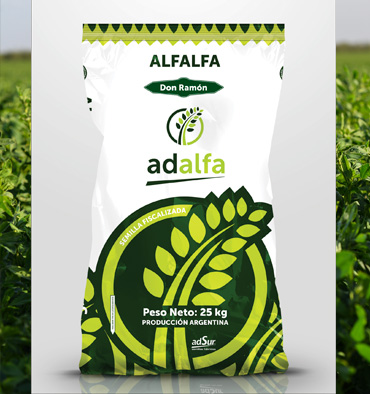 ALFALFA
Don Ramón
adalfa
SEMILLA FISCALIZADA
Peso Neto: 25 kg
PRODUCCIÓN ARGENTINA
adSur